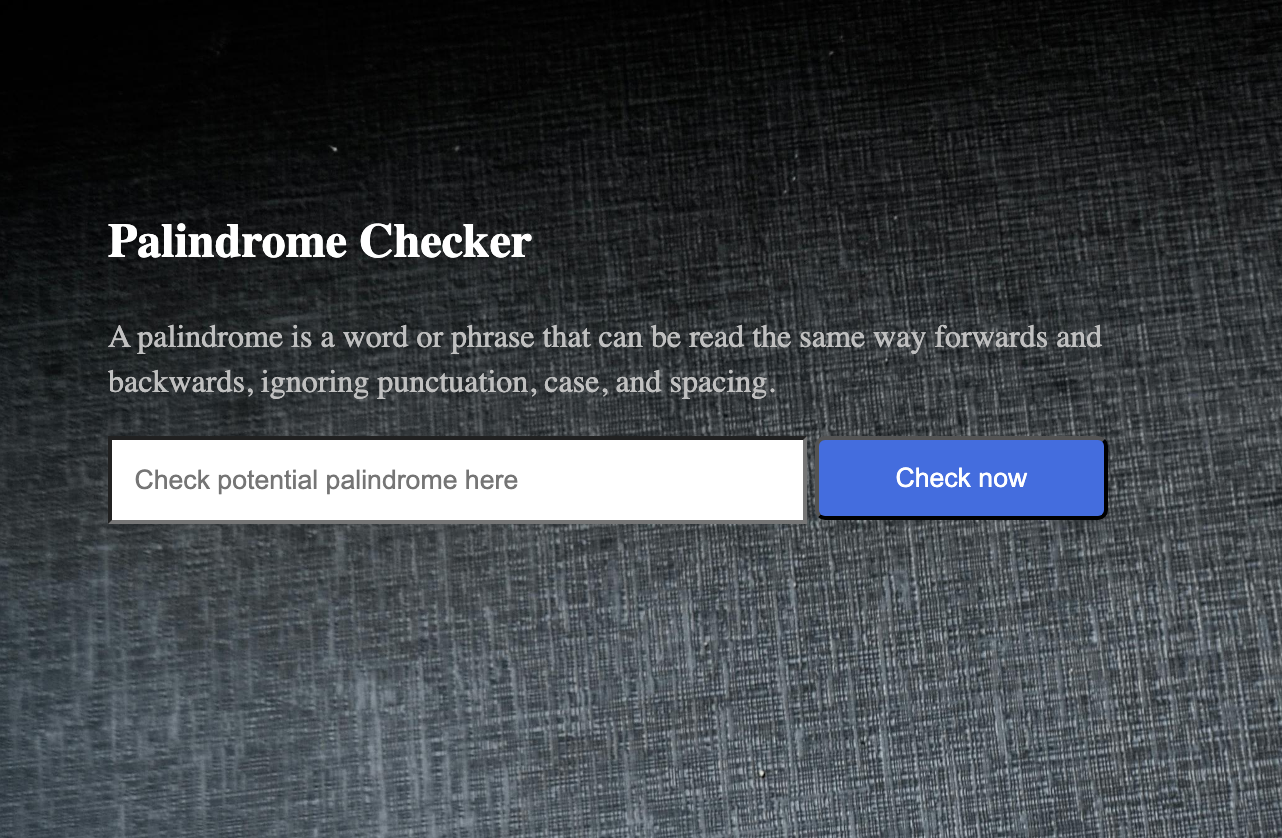 Palindrome Checker
A palindrome is a word or phrase that can be read the same way forwards and
backwards, ignoring punctuation, case, and spacing.
Check potential palindrome here
Check now